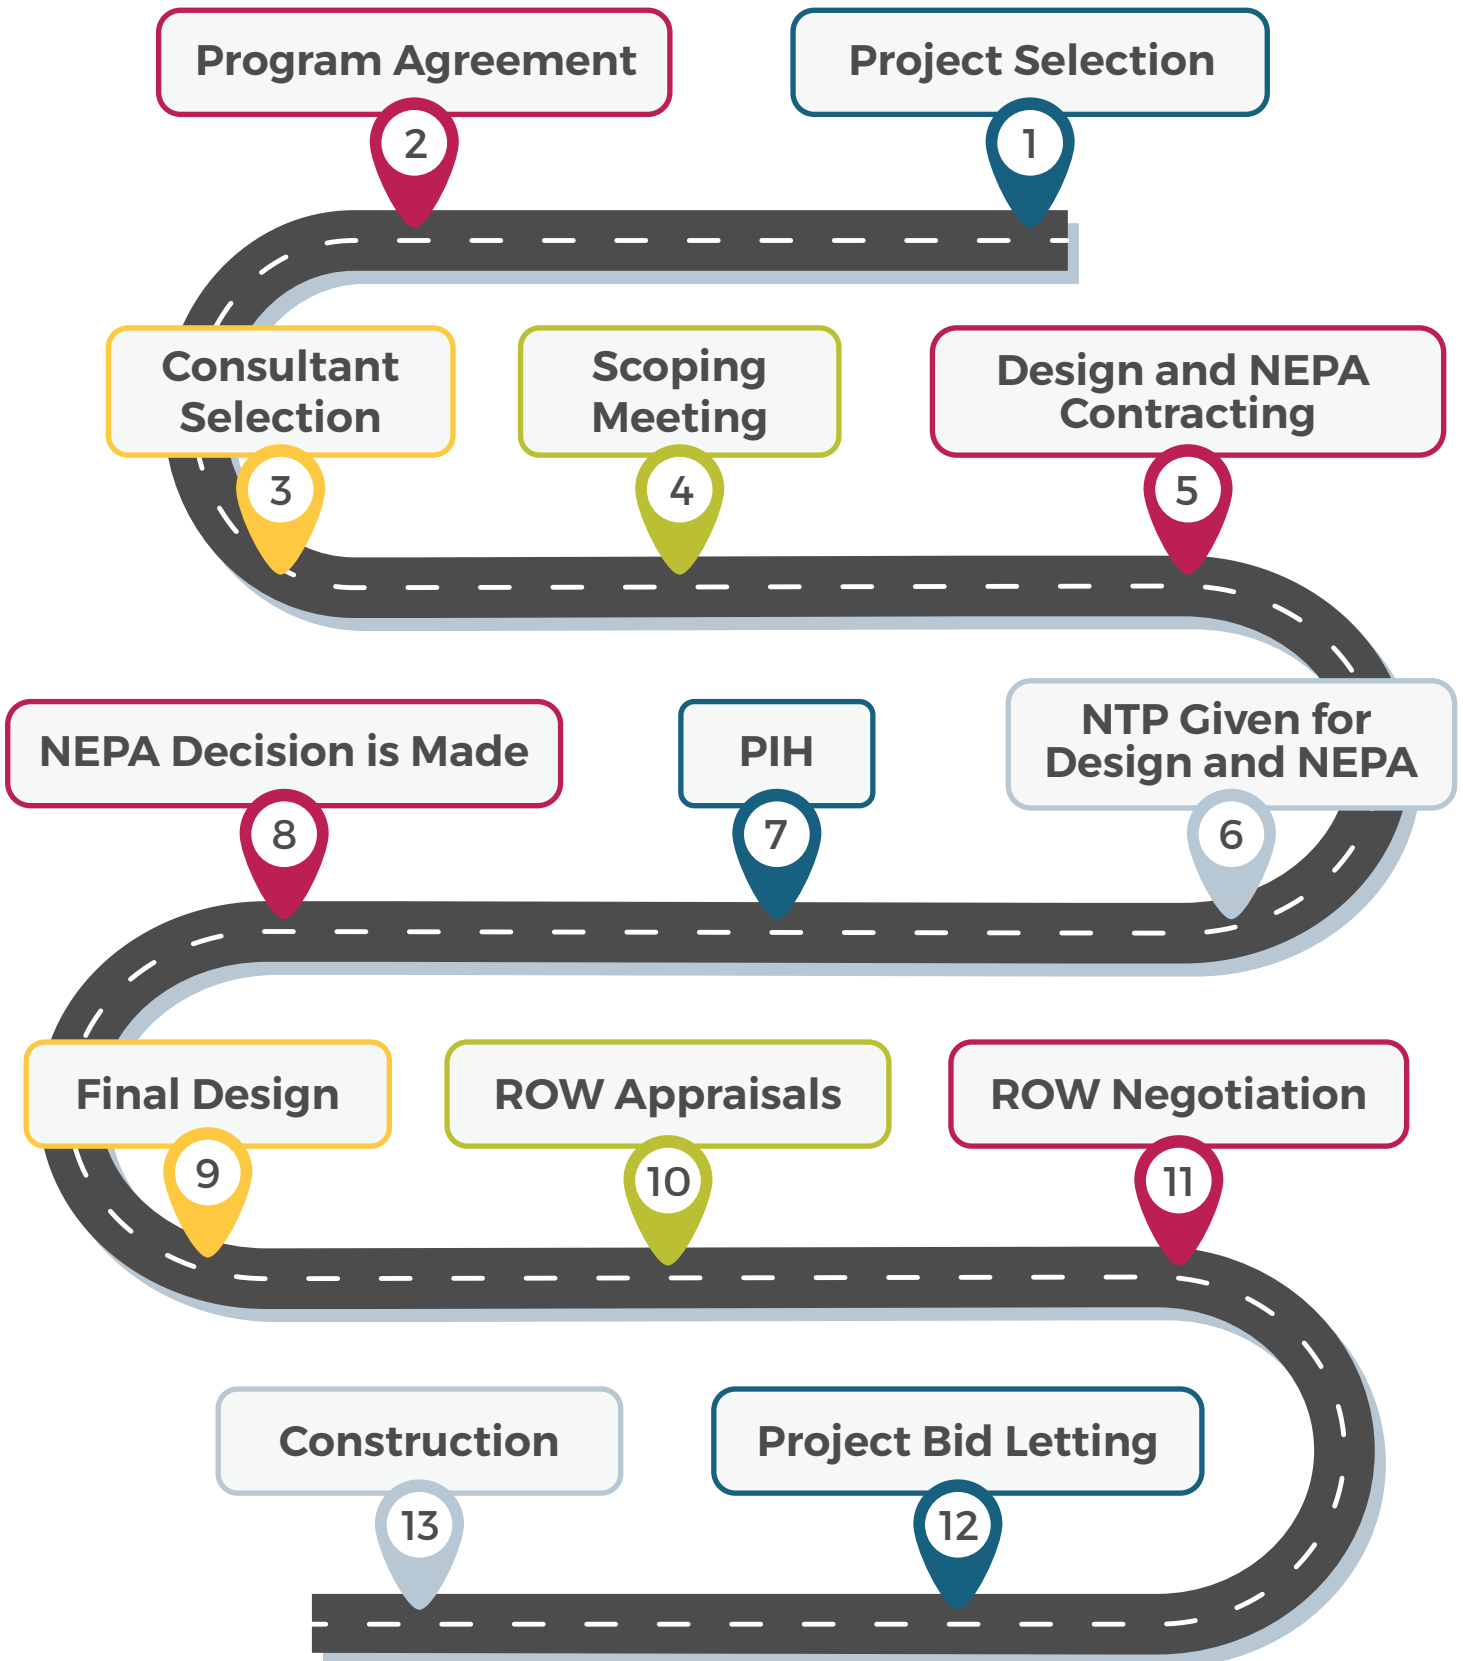 Project Selection
1
Program Agreement
2
Consultant
Selection
3
Scoping
Meeting
4
Design and NEPA
Contracting
5
NTP Given for
Design and NEPA
6
PIH
7
NEPA Decision is Made
8
Final Design
9
ROW Appraisals
10
ROW Negotiation
11
Project Bid Letting
12
Construction
13